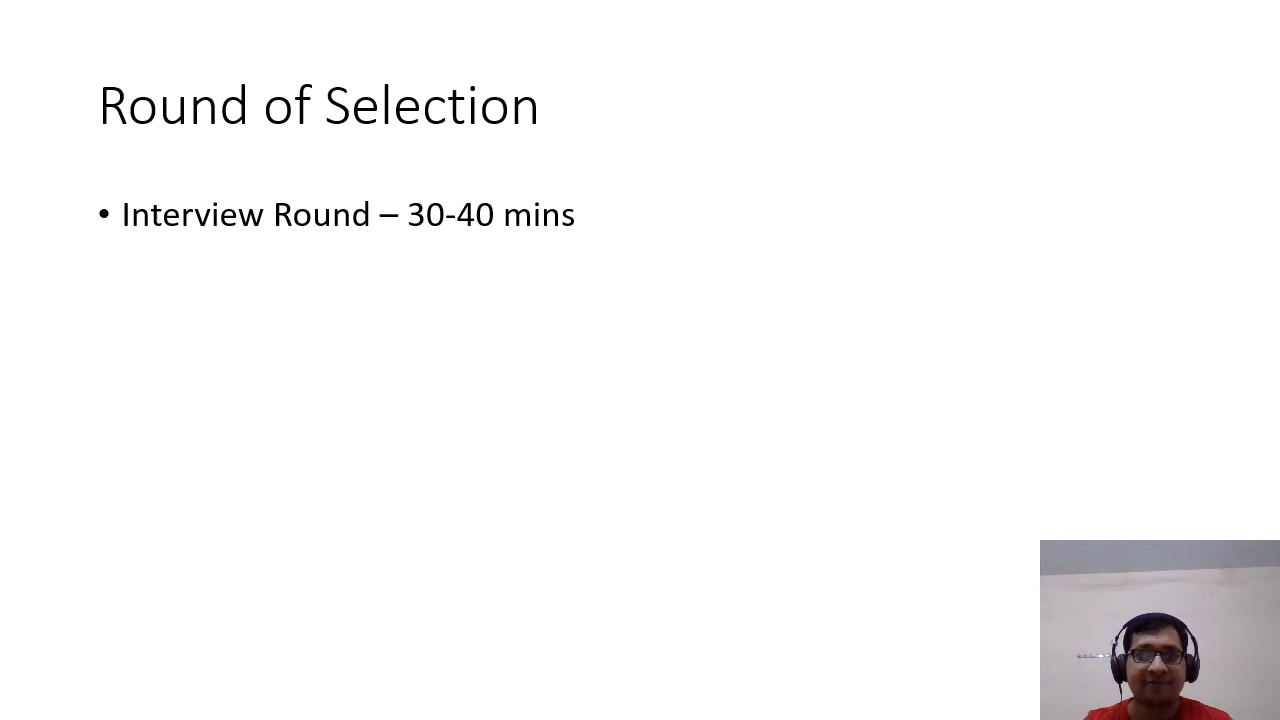 Round of Selection
• Interview Round – 30-40 mins